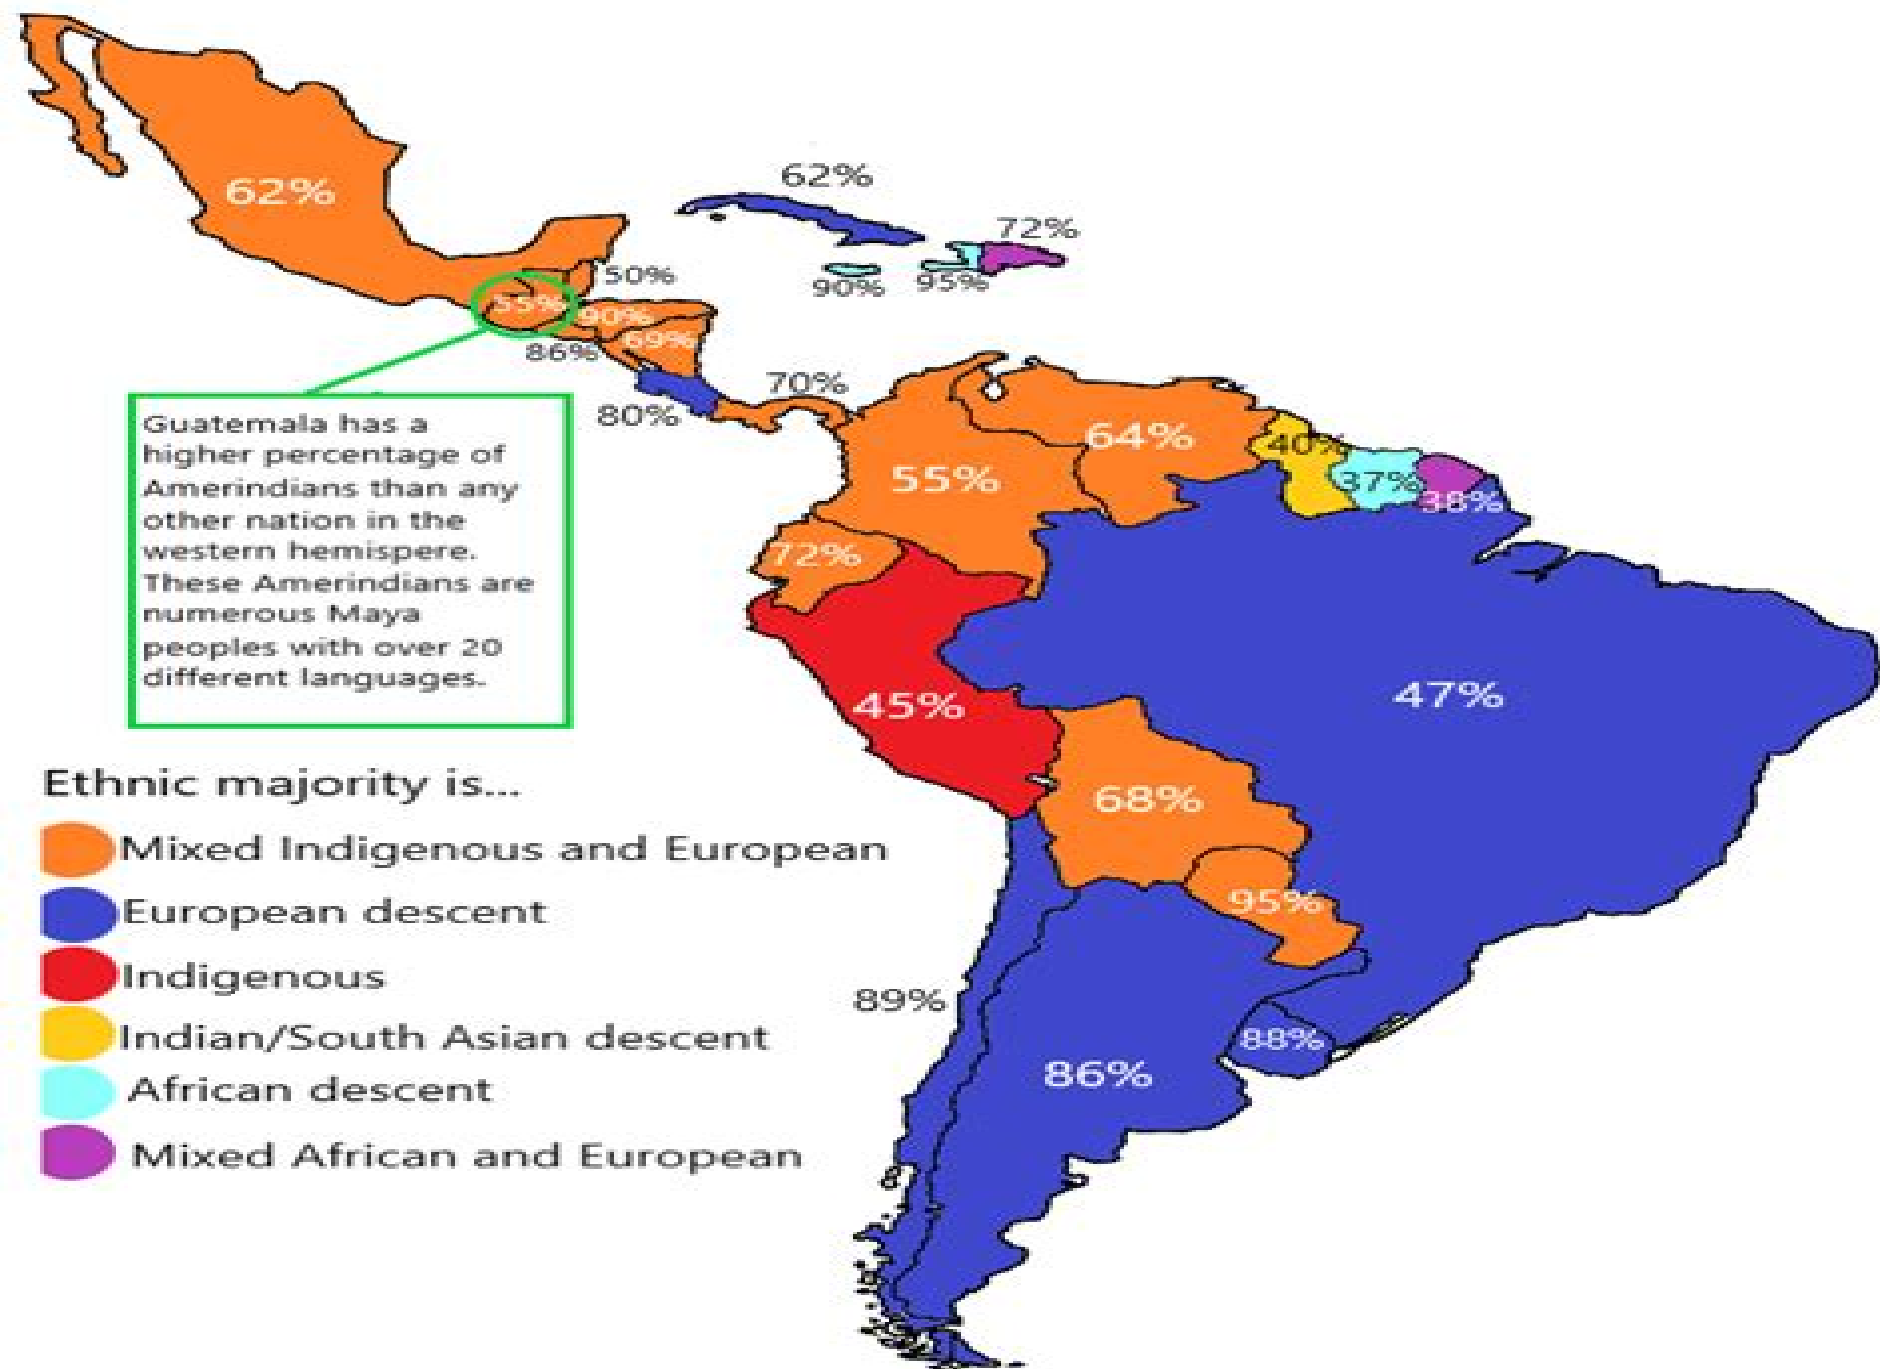 62%
62%
72%
50%
90%
95%
55%
90%
69%
86%
70%
80%
Guatemala has a
higher percentage of
Amerindians than any
other nation in the
western hemispere.
These Amerindians are
numerous Maya
peoples with over 20
different languages.
64%
40%
55%
37%
38%
72%
47%
45%
68%
95%
89%
88%
86%
Ethnic majority is...
Mixed Indigenous and European
European descent
Indigenous
Indian/South Asian descent
African descent
Mixed African and European